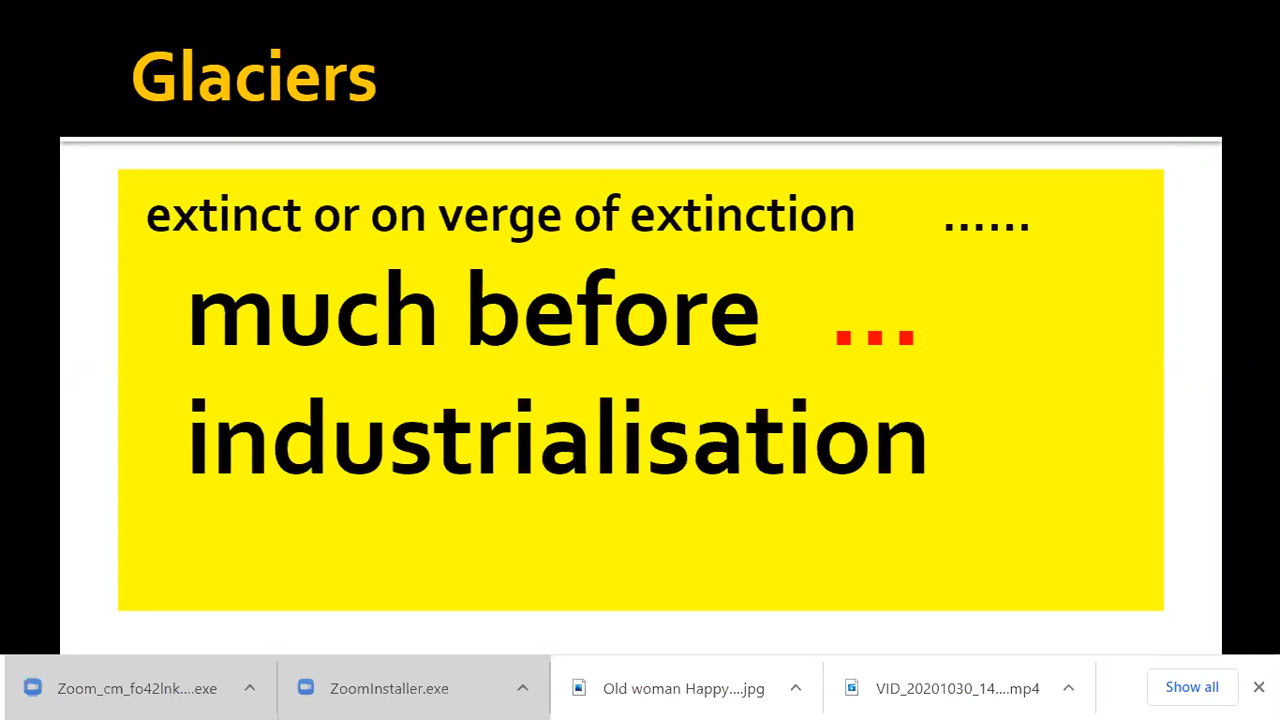 Glaciers
extinct or on verge of extinction ......
much before ...
industrialisation
Zoom_cm_fo42lnk....exe
ZoomInstaller.exe
Old woman Happy....jpg
VID_20201030_14....mp4
Show all